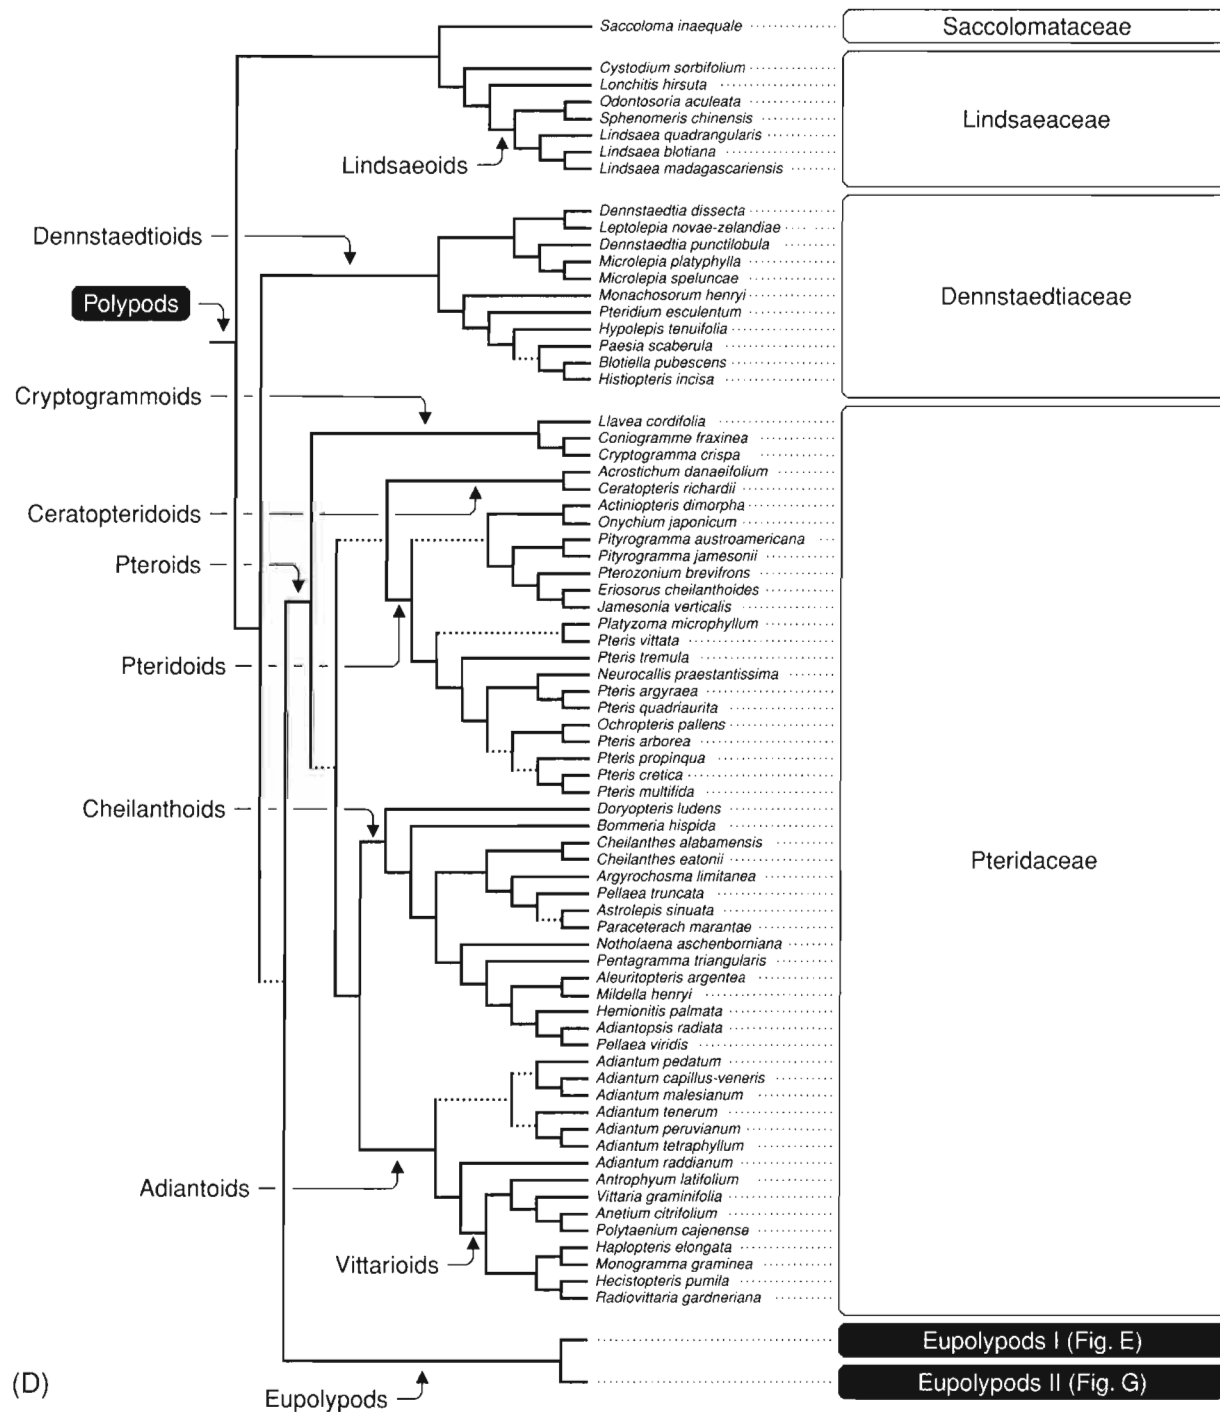 Saccoloma inaequale
Saccolomataceae
Cystodium sorbifolium
Lonchitis hirsuta
Odontosoria aculeata
Sphenomeris chinensis
Lindsaea quadrangularis
Lindsaea blotiana
Lindsaea madagascariensis
Lindsaeaceae
Lindsaeoids
Dennstaedtia dissecta
Leptolepia novae-zelandiae
Dennstaedtia punctilobula
Microlepia platyphylla
Microlepia speluncae
Monachosorum henryi
Pteridium esculentum
Hypolepis tenuifolia
Paesia scaberula
Blotiella pubescens
Histiopteris incisa
Dennstaedtiaceae
Dennstaedtioids
Polypods
Cryptogrammoids
Llavea cordifolia
Coniogramme fraxinea
Cryptogramma crispa
Acrostichum danaeifolium
Ceratopteris richardii
Actiniopteris dimorpha
Onychium japonicum
Pityrogramma austroamericana
Pityrogramma jamesonii
Pterozonium brevifrons
Eriosorus cheilanthoides
Jamesonia verticalis
Platyzoma microphyllum
Pteris vittata
Pteris tremula
Neurocallis praestantissima
Pteris argyraea
Pteris quadriaurita
Ochropteris pallens
Pteris arborea
Pteris propinqua
Pteris cretica
Pteris multifida
Doryopteris ludens
Bommeria hispida
Cheilanthes alabamensis
Cheilanthes eatonii
Argyrochosma limitanea
Pellaea truncata
Astrolepis sinuata
Paraceterach marantae
Notholaena aschenborniana
Pentagramma triangularis
Aleuritopteris argentea
Mildella henryi
Hemionitis palmata
Adiantopsis radiata
Pellaea viridis
Adiantum pedatum
Adiantum capillus-veneris
Adiantum malesianum
Adiantum tenerum
Adiantum peruvianum
Adiantum tetraphyllum
Adiantum raddianum
Antrophyum latifolium
Vittaria graminifolia
Anetium citrifolium
Polytaenium cajenense
Haplopteris elongata
Monogramma graminea
Hecistopteris pumila
Radiovittaria gardneriana
Pteridaceae
Ceratopteridoids
Pteroids
Pteridoids
Cheilanthoids
Adiantoids
Vittarioids
Eupolypods I (Fig. E)
Eupolypods II (Fig. G)
Eupolypods
(D)